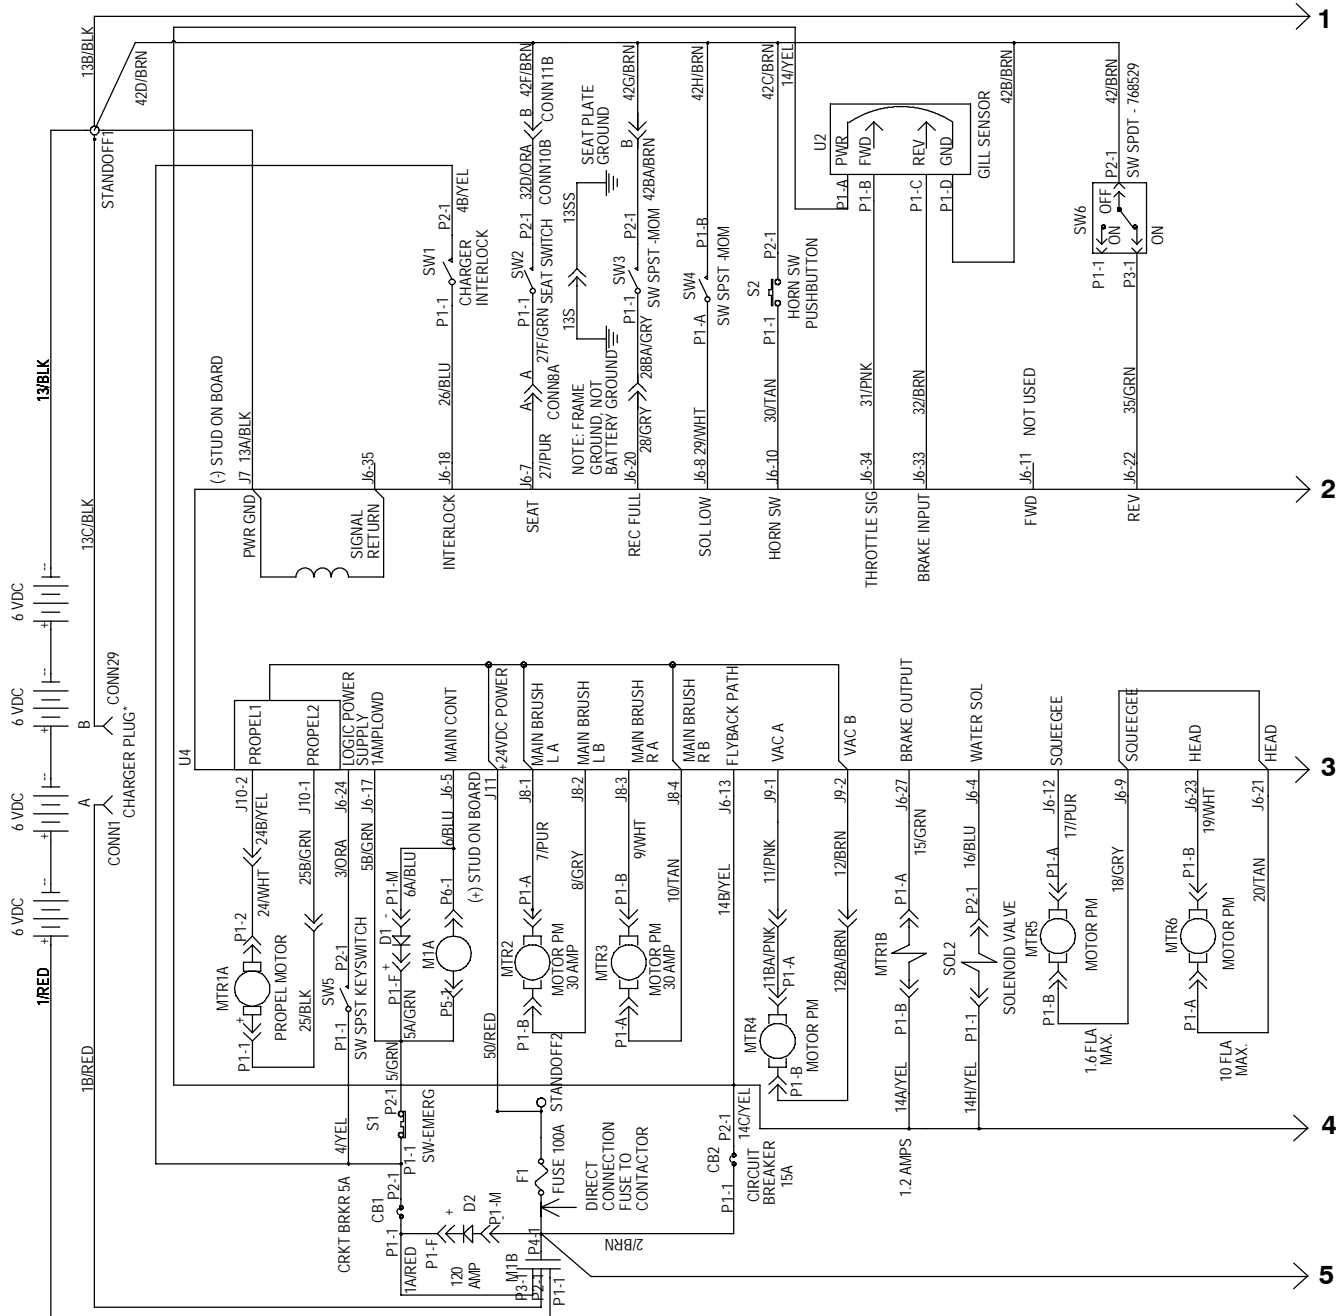 13B/BLK
42D/BRN
STANDOFF1
13/BLK
(-) STUD ON BOARD
J7
13A/BLK
PWR GND
J6-35
SIGNAL
RETURN
13C/BLK
4B/YEL
P2-1
SW1
CHARGER
INTERLOCK
P1-1
26/BLU
J6-18
INTERLOCK
42F/BRN
CONN11B
B
32D/ORA
CONN10B
P2-1
SW2
SEAT SWITCH
P1-1
27F/GRN
A
A
CONN8A
27/PUR
J6-7
SEAT
SEAT PLATE
GROUND
13SS
13S
NOTE: FRAME
GROUND, NOT
BATTERY GROUND
42G/BRN
B
42BA/BRN
P2-1
SW3
SW SPST -MOM
P1-1
28BA/GRY
28/GRY
J6-20
REC FULL
42H/BRN
P1-B
SW4
SW SPST -MOM
P1-A
29/WHT
J6-8
SOL LOW
42C/BRN
14/YEL
P2-1
S2
HORN SW
PUSHBUTTON
P1-1
30/TAN
J6-10
HORN SW
U2
PWR
FWD
REV
GND
GILL SENSOR
P1-A
P1-B
P1-C
P1-D
31/PNK
J6-34
THROTTLE SIG
32/BRN
J6-33
BRAKE INPUT
42B/BRN
NOT USED
J6-11
FWD
42/BRN
SW SPDT - 768529
P2-1
SW6
OFF
ON
ON
P1-1
P3-1
35/GRN
J6-22
REV
1
2
6 VDC
--
+
6 VDC
--
+
6 VDC
--
+
6 VDC
--
+
B
CONN29
CHARGER PLUG*
A
CONN1
1/RED
1B/RED
U4
PROPEL1
PROPEL2
LOGIC POWER
SUPPLY
1AMPLOWD
MAIN CONT
+24VDC POWER
MAIN BRUSH
L A
MAIN BRUSH
L B
MAIN BRUSH
R A
MAIN BRUSH
R B
FLYBACK PATH
VAC A
VAC B
BRAKE OUTPUT
WATER SOL
SQUEEGEE
SQUEEGEE
HEAD
HEAD
3
J10-2
24B/YEL
24/WHT
P1-2
MTR1A
PROPEL MOTOR
P1-1
+
J10-1
25B/GRN
25/BLK
J6-24
3/ORA
P2-1
SW5
SW SPST KEYSWITCH
P1-1
4/YEL
J6-17
5B/GRN
P1-M
6A/BLU
D1
-
+
P1-F
5A/GRN
5/GRN
J6-5
6/BLU
P6-1
M1A
P5-1
(+) STUD ON BOARD
J11
50/RED
STANDOFF2
J8-1
7/PUR
P1-A
MTR2
MOTOR PM
30 AMP
P1-B
J8-2
8/GRY
J8-3
9/WHT
P1-B
MTR3
MOTOR PM
30 AMP
P1-A
J8-4
10/TAN
J6-13
14B/YEL
J9-1
11/PNK
11BA/PNK
P1-A
MTR4
MOTOR PM
P1-B
J9-2
12/BRN
12BA/BRN
J6-27
15/GRN
P1-A
MTR1B
P1-B
14A/YEL
1.2 AMPS
J6-4
16/BLU
P2-1
SOL2
SOLENOID VALVE
P1-1
14H/YEL
J6-12
17/PUR
P1-A
MTR5
MOTOR PM
P1-B
1.6 FLA
MAX.
J6-9
18/GRY
J6-23
19/WHT
P1-B
MTR6
MOTOR PM
P1-A
10 FLA
MAX.
J6-21
20/TAN
P2-1
S1
SW-EMERG
P1-1
P2-1
CB1
CRKT BRKR 5A
P1-1
1A/RED
P1-F
+
D2
-
P1-M
120
AMP
F1
FUSE 100A
DIRECT
CONNECTION
FUSE TO
CONTACTOR
P4-1
M1B
P3-1
P2-1
P1-1
2/BRN
14C/YEL
P2-1
CB2
CIRCUIT
BREAKER
15A
P1-1
4
5